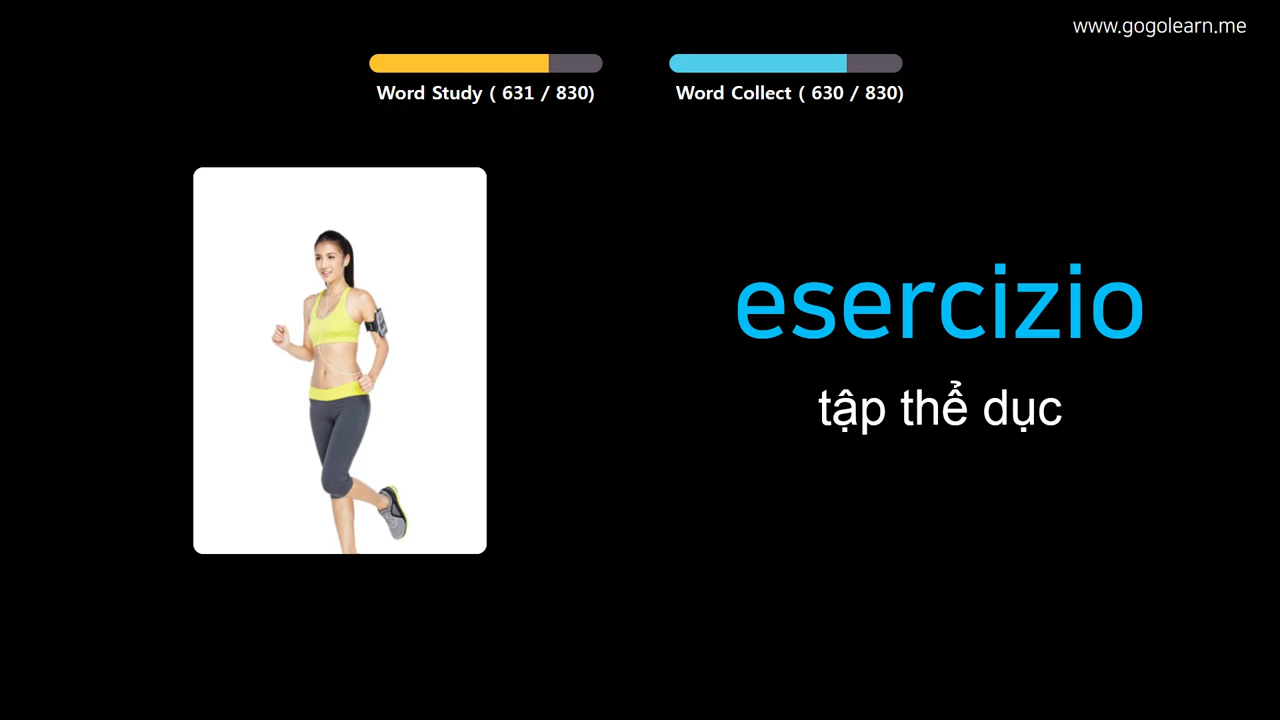 www.gogolearn.me
Word Study ( 631 / 830)
Word Collect ( 630 / 830)
esercizio
tập thể dục